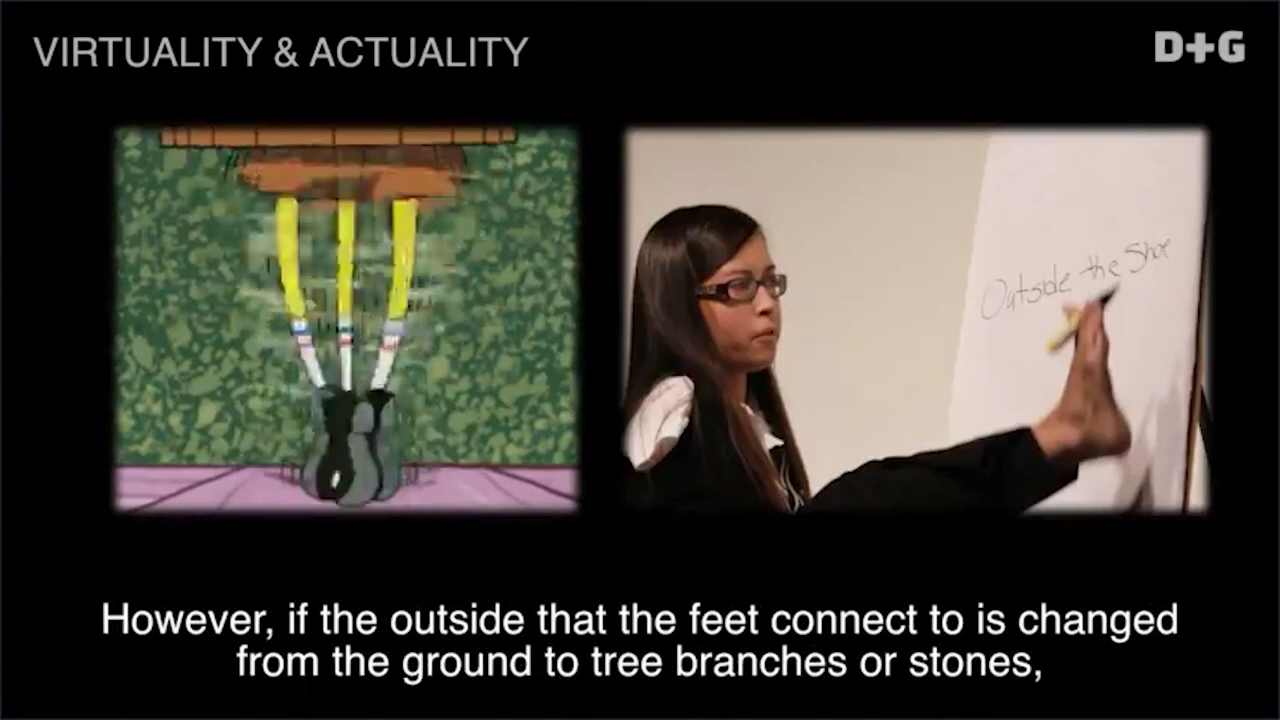 VIRTUALITY & ACTUALITY
D+G
Outside the Shoe
However, if the outside that the feet connect to is changed
from the ground to tree branches or stones,